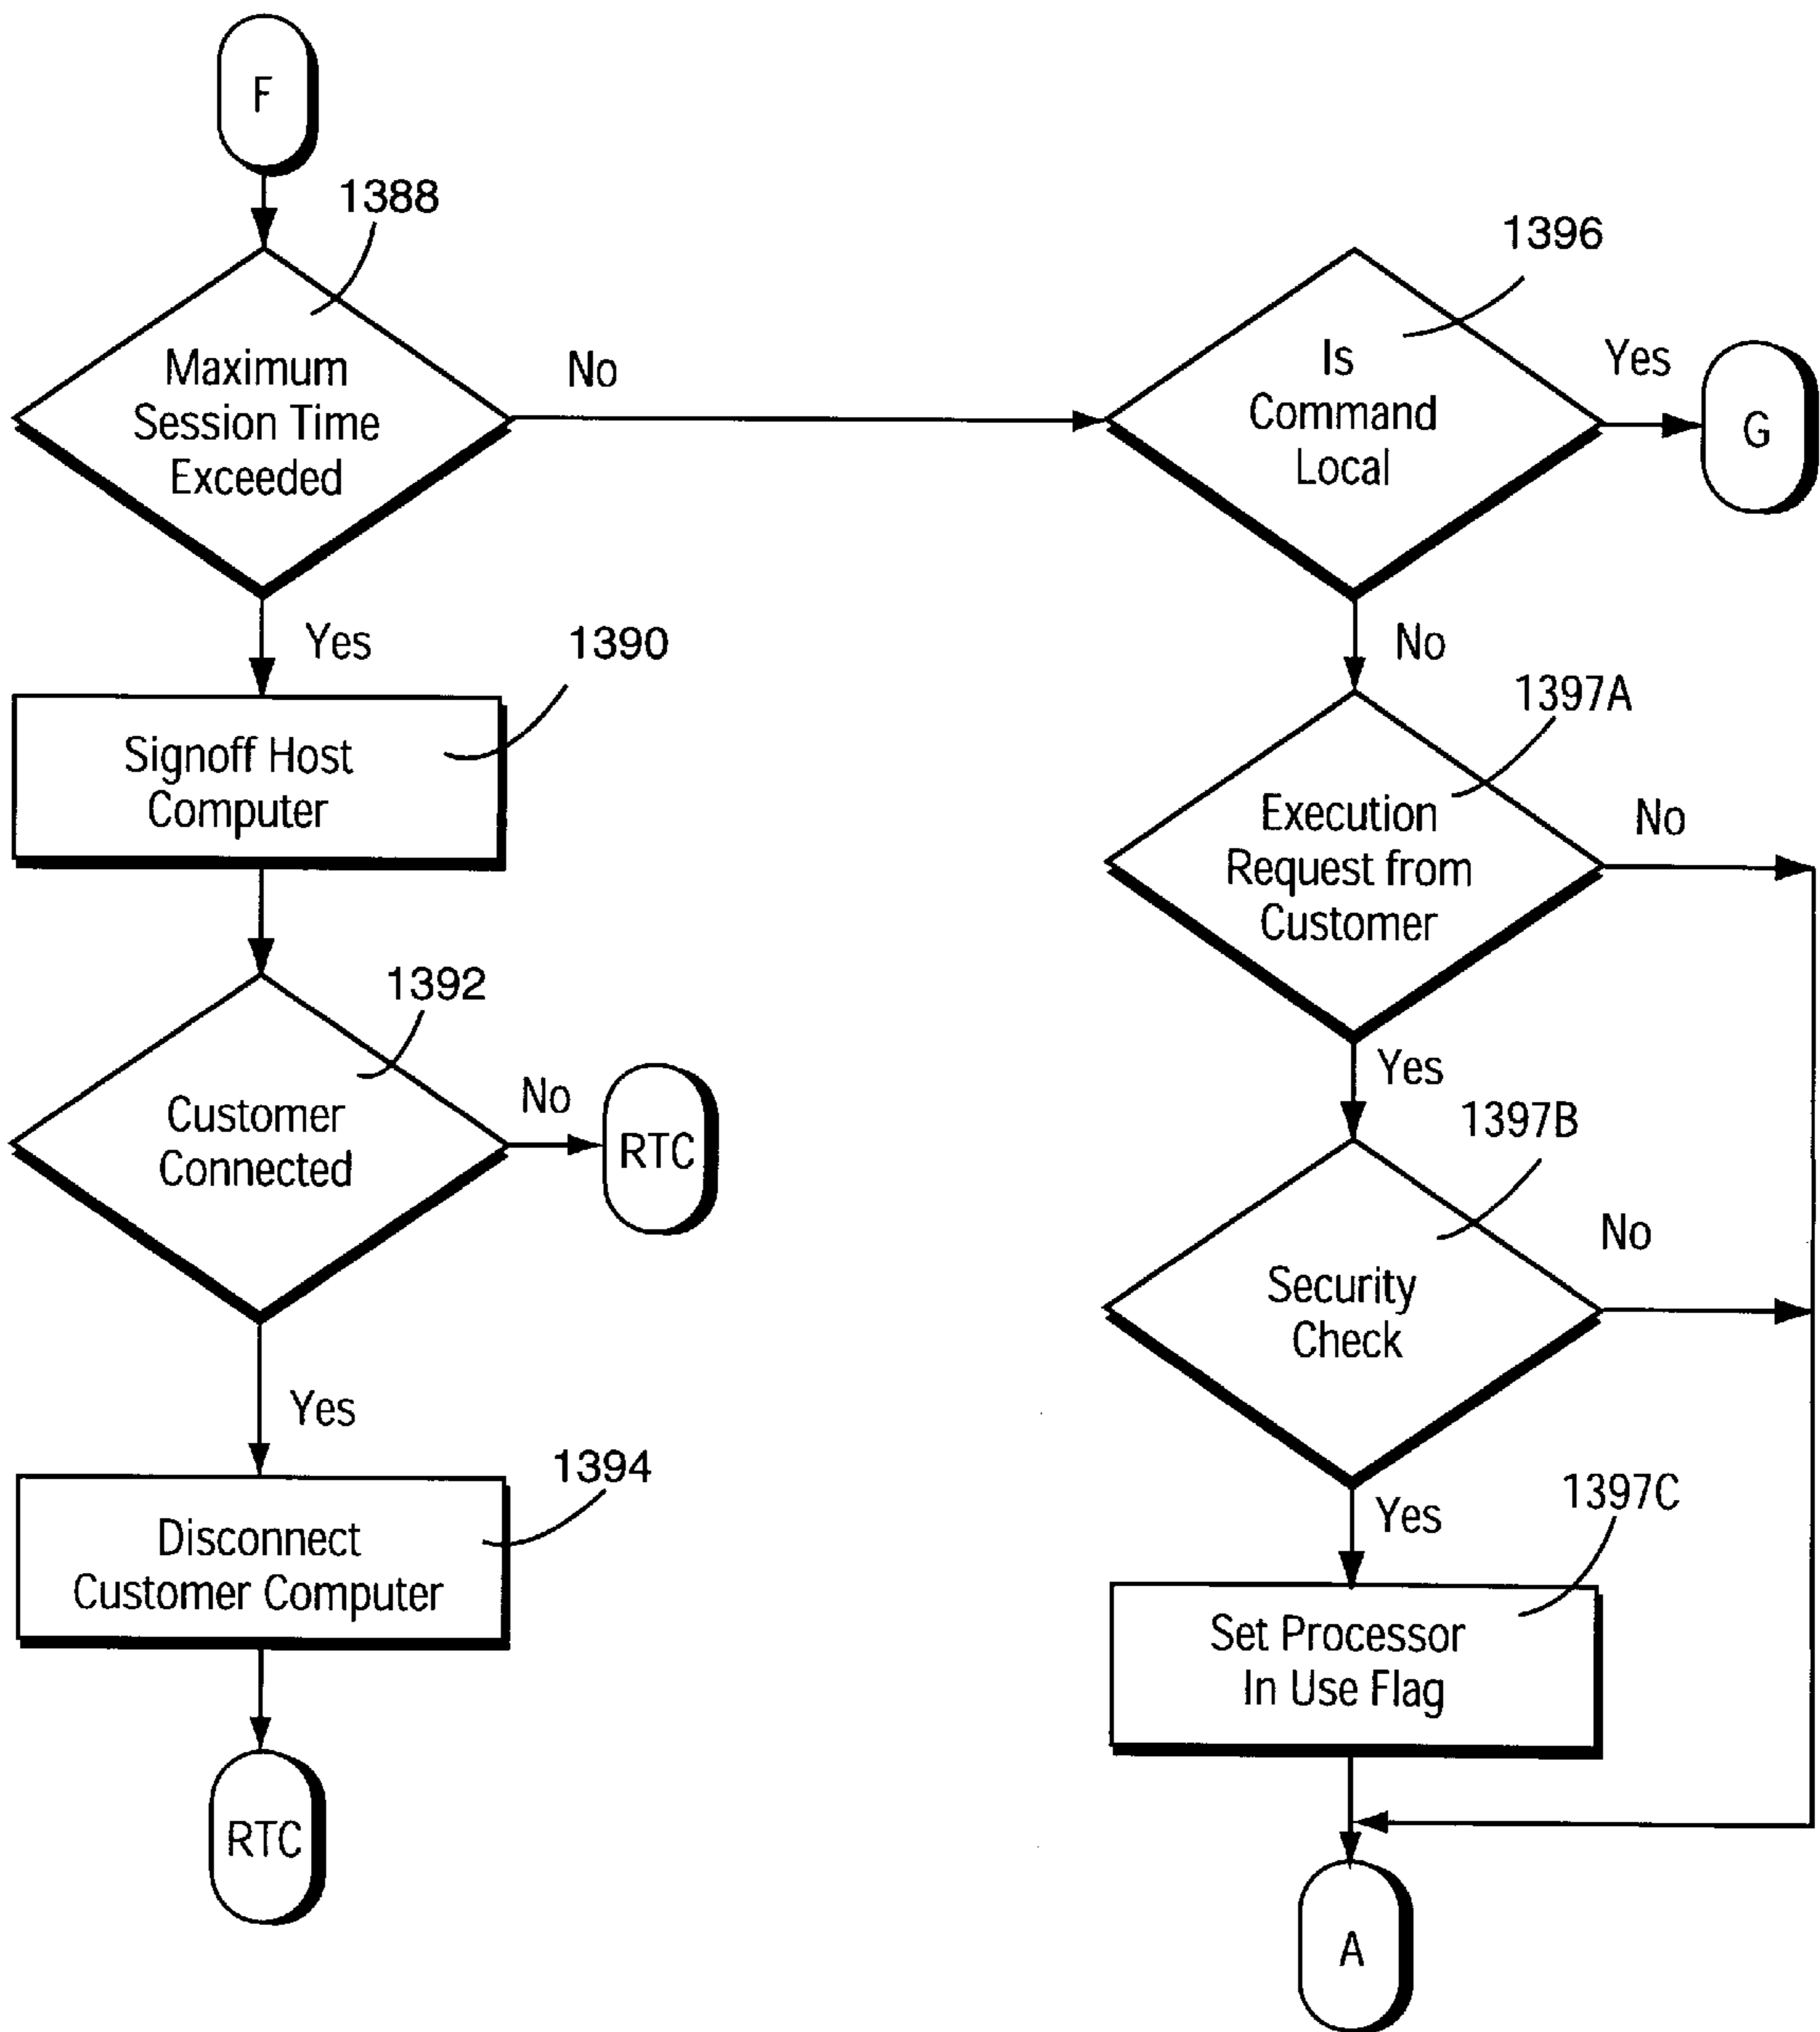 F
1388
Maximum
Session Time
Exceeded
No
Yes
1390
Signoff Host
Computer
1392
Customer
Connected
No
RTC
Yes
1394
Disconnect
Customer Computer
RTC
1396
Is
Command
Local
Yes
G
No
1397A
Execution
Request from
Customer
No
Yes
1397B
Security
Check
No
Yes
1397C
Set Processor
In Use Flag
A